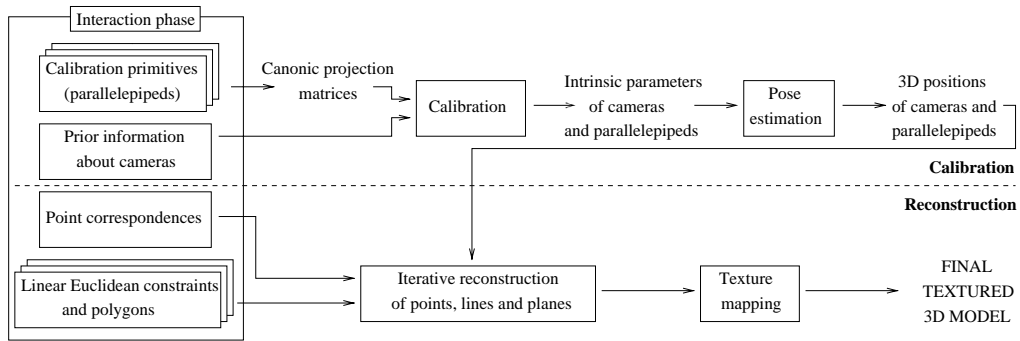 Interaction phase
Calibration primitives
(parallelepipeds)
Canonic projection
matrices
Calibration
Intrinsic parameters
of cameras
and parallelepipeds
Pose
estimation
3D positions
of cameras and
parallelepipeds
Prior information
about cameras
Calibration
Reconstruction
Point correspondences
Linear Euclidean constraints
and polygons
Iterative reconstruction
of points, lines and planes
Texture
mapping
FINAL
TEXTURED
3D MODEL